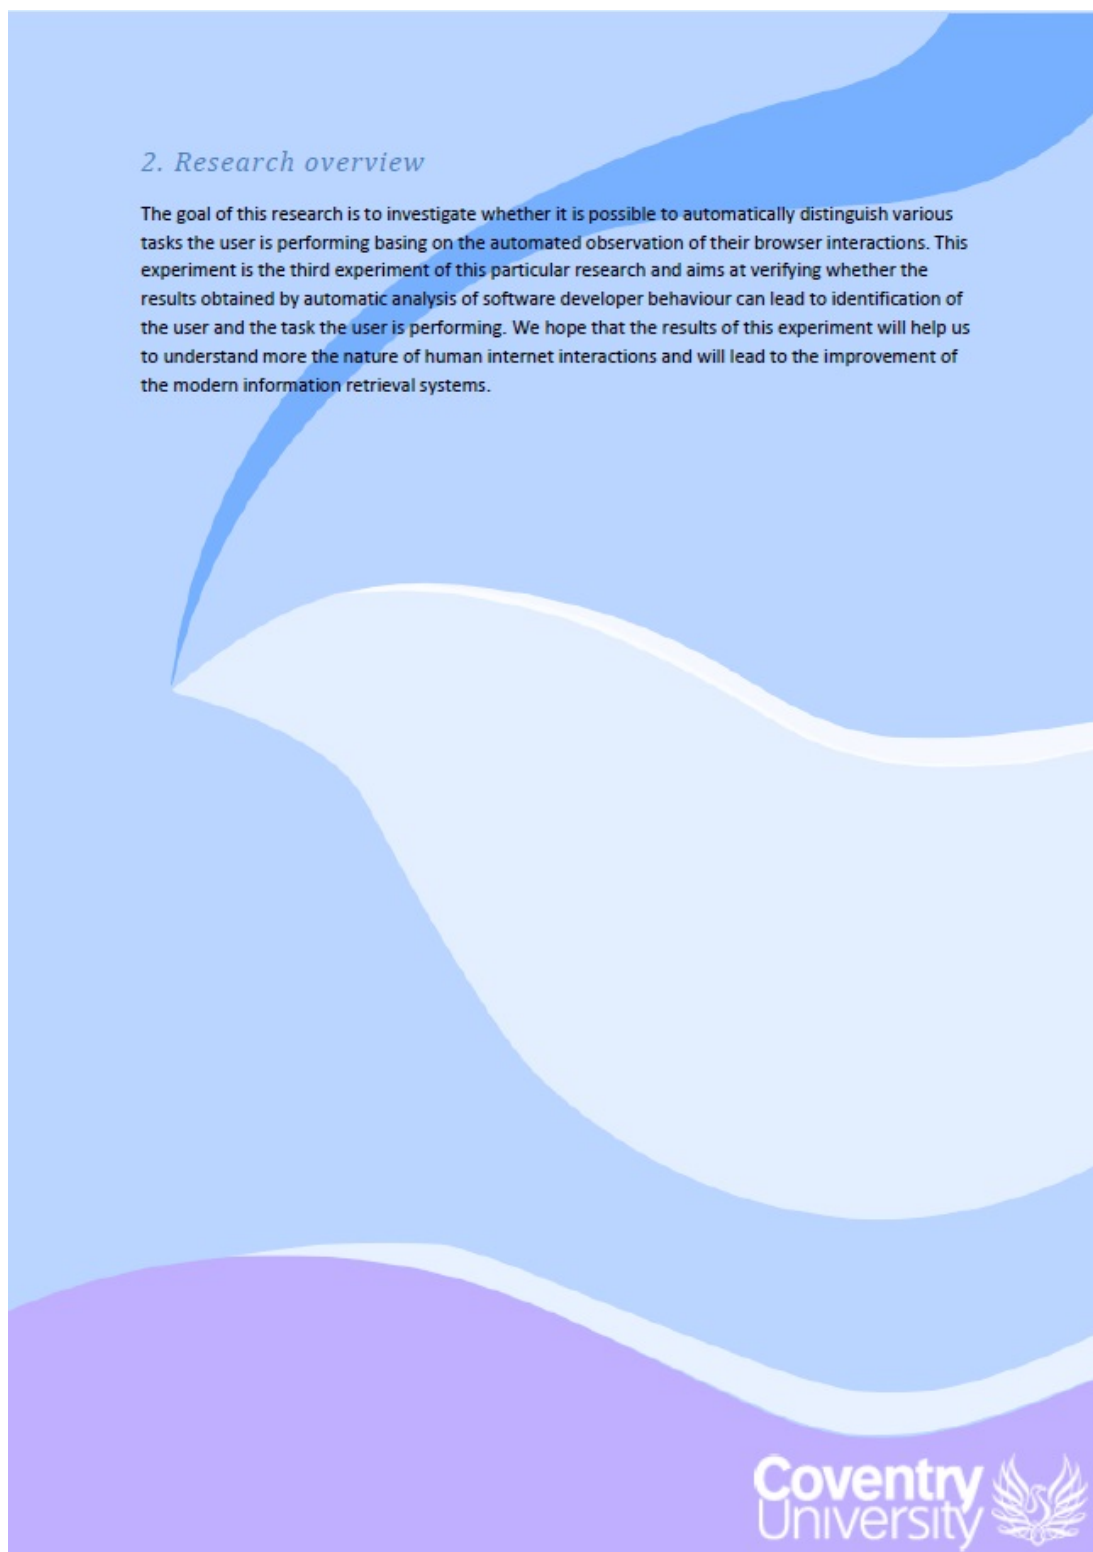 2. Research overview
The goal of this research is to investigate whether it is possible to automatically distinguish various
tasks the user is performing basing on the automated observation of their browser interactions. This
experiment is the third experiment of this particular research and aims at verifying whether the
results obtained by automatic analysis of software developer behaviour can lead to identification of
the user and the task the user is performing. We hope that the results of this experiment will help us
to understand more the nature of human internet interactions and will lead to the improvement of
the modern information retrieval systems.
Coventry
University